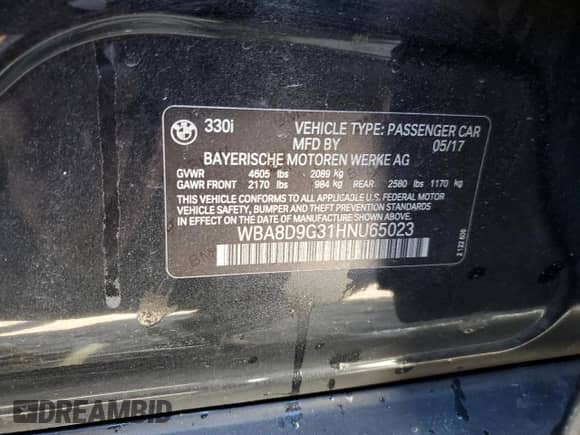 330i
VEHICLE TYPE: PASSENGER CAR
MFD BY 05/17
BAYERISCHE MOTOREN WERKE AG
GVWR 4605 lbs 2089 kg
GAWR FRONT 2170 lbs 984 kg REAR: 2580 lbs 1170 kg
THIS VEHICLE CONFORMS TO ALL APPLICABLE U.S. FEDERAL MOTOR
VEHICLE SAFETY, BUMPER, AND THEFT PREVENTION STANDARDS
IN EFFECT ON THE DATE OF MANUFACTURE SHOWN ABOVE.
WBA8D9G31HNU65023
DREAMBID